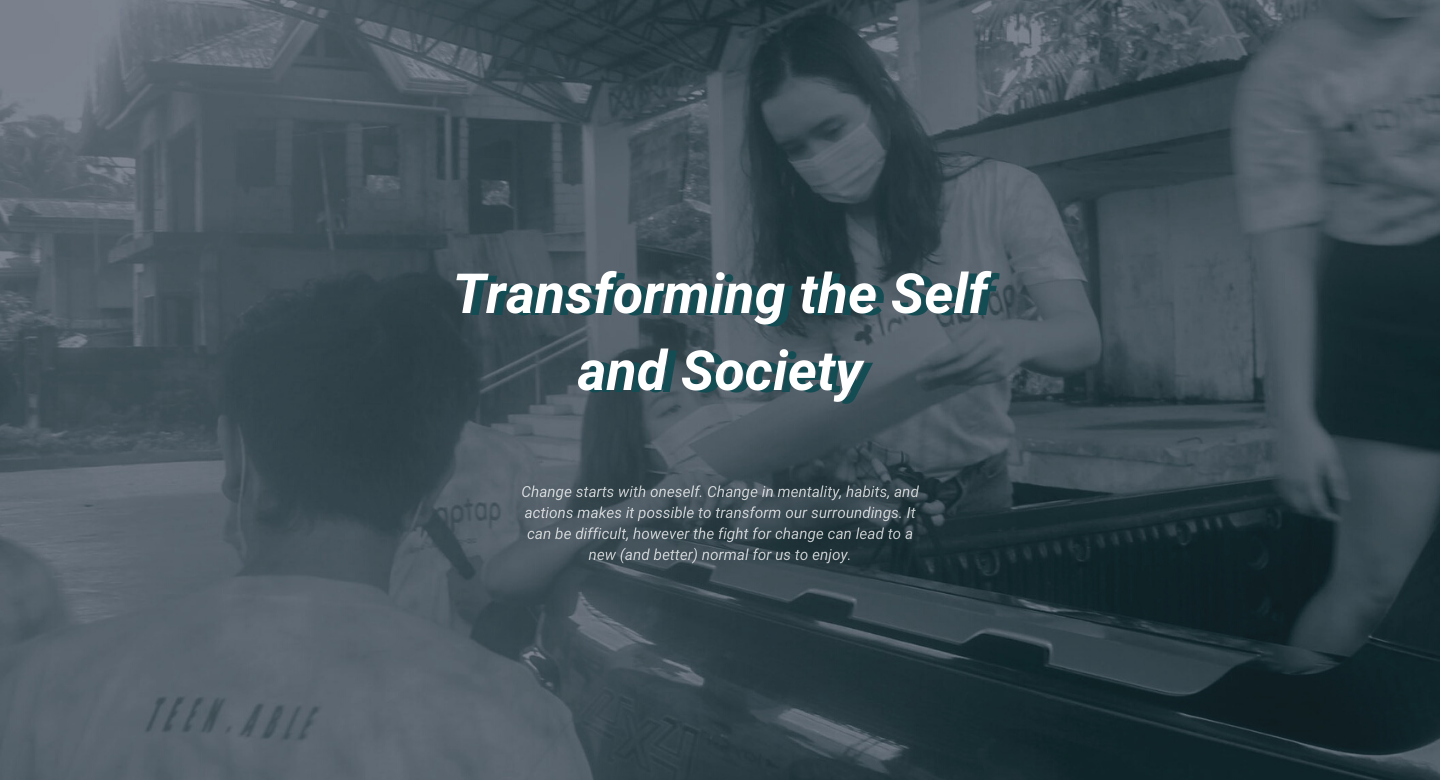 Transforming the Self
and Society
Change starts with oneself. Change in mentality, habits, and
actions makes it possible to transform our surroundings. It
can be difficult, however the fight for change can lead to a
new (and better) normal for us to enjoy.
TEEN.ABLE